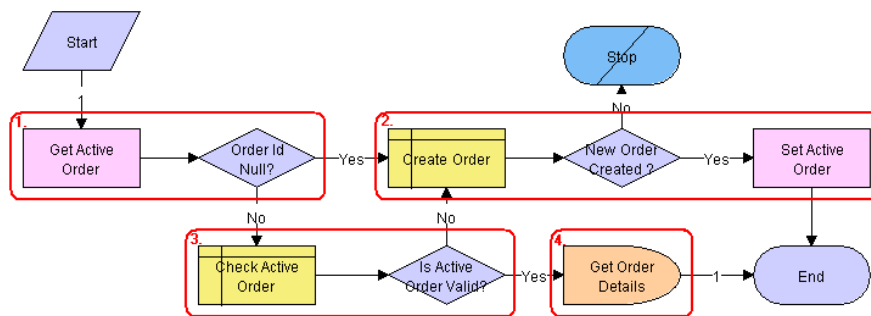 Start
Stop
1
No
1.
2.
Get Active
Order
Order Id
Null?
Yes
Create Order
New Order
Created ?
Yes
Set Active
Order
No
No
3.
4.
Check Active
Order
Is Active
Order Valid?
Yes
Get Order
Details
1
End